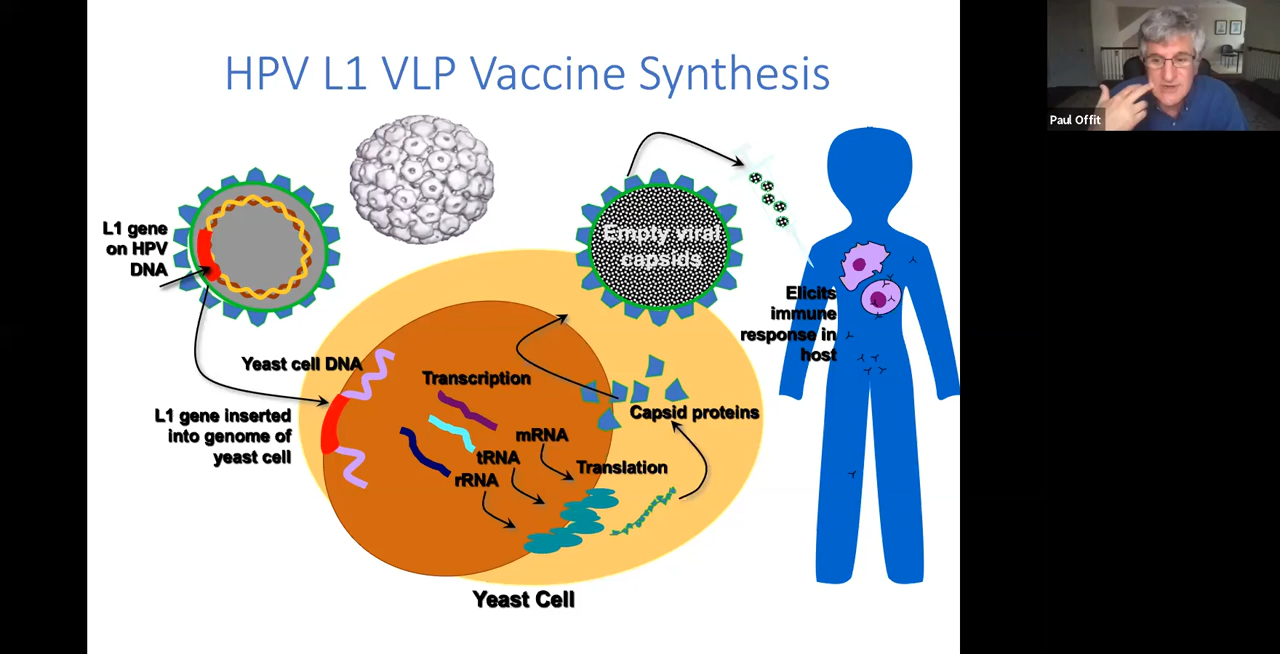 HPV L1 VLP Vaccine Synthesis
Paul Offit
L1 gene
on HPV
DNA
Empty viral
capsids
Elicits
immune
response in
host
Yeast cell DNA
Transcription
L1 gene inserted
into genome of
yeast cell
Capsid proteins
mRNA
tRNA
rRNA
Translation
Yeast Cell